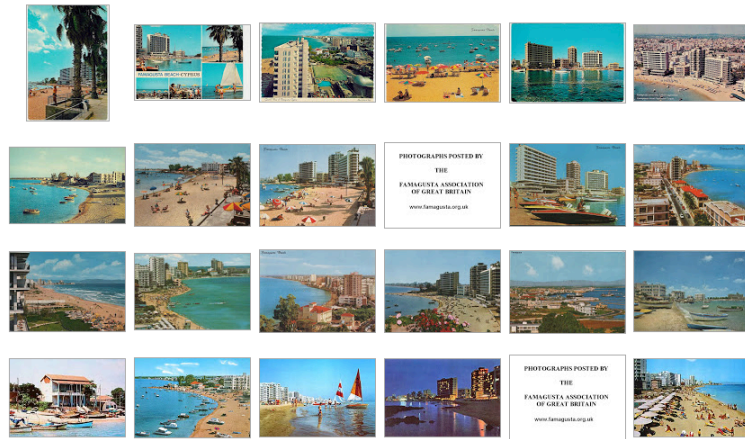 FAMAGUSTA BEACH-CYPRUS
PHOTOGRAPHS POSTED BY
THE
FAMAGUSTA ASSOCIATION
OF GREAT BRITAIN
www.famagusta.org.uk
PHOTOGRAPHS POSTED BY
THE
FAMAGUSTA ASSOCIATION
OF GREAT BRITAIN
www.famagusta.org.uk